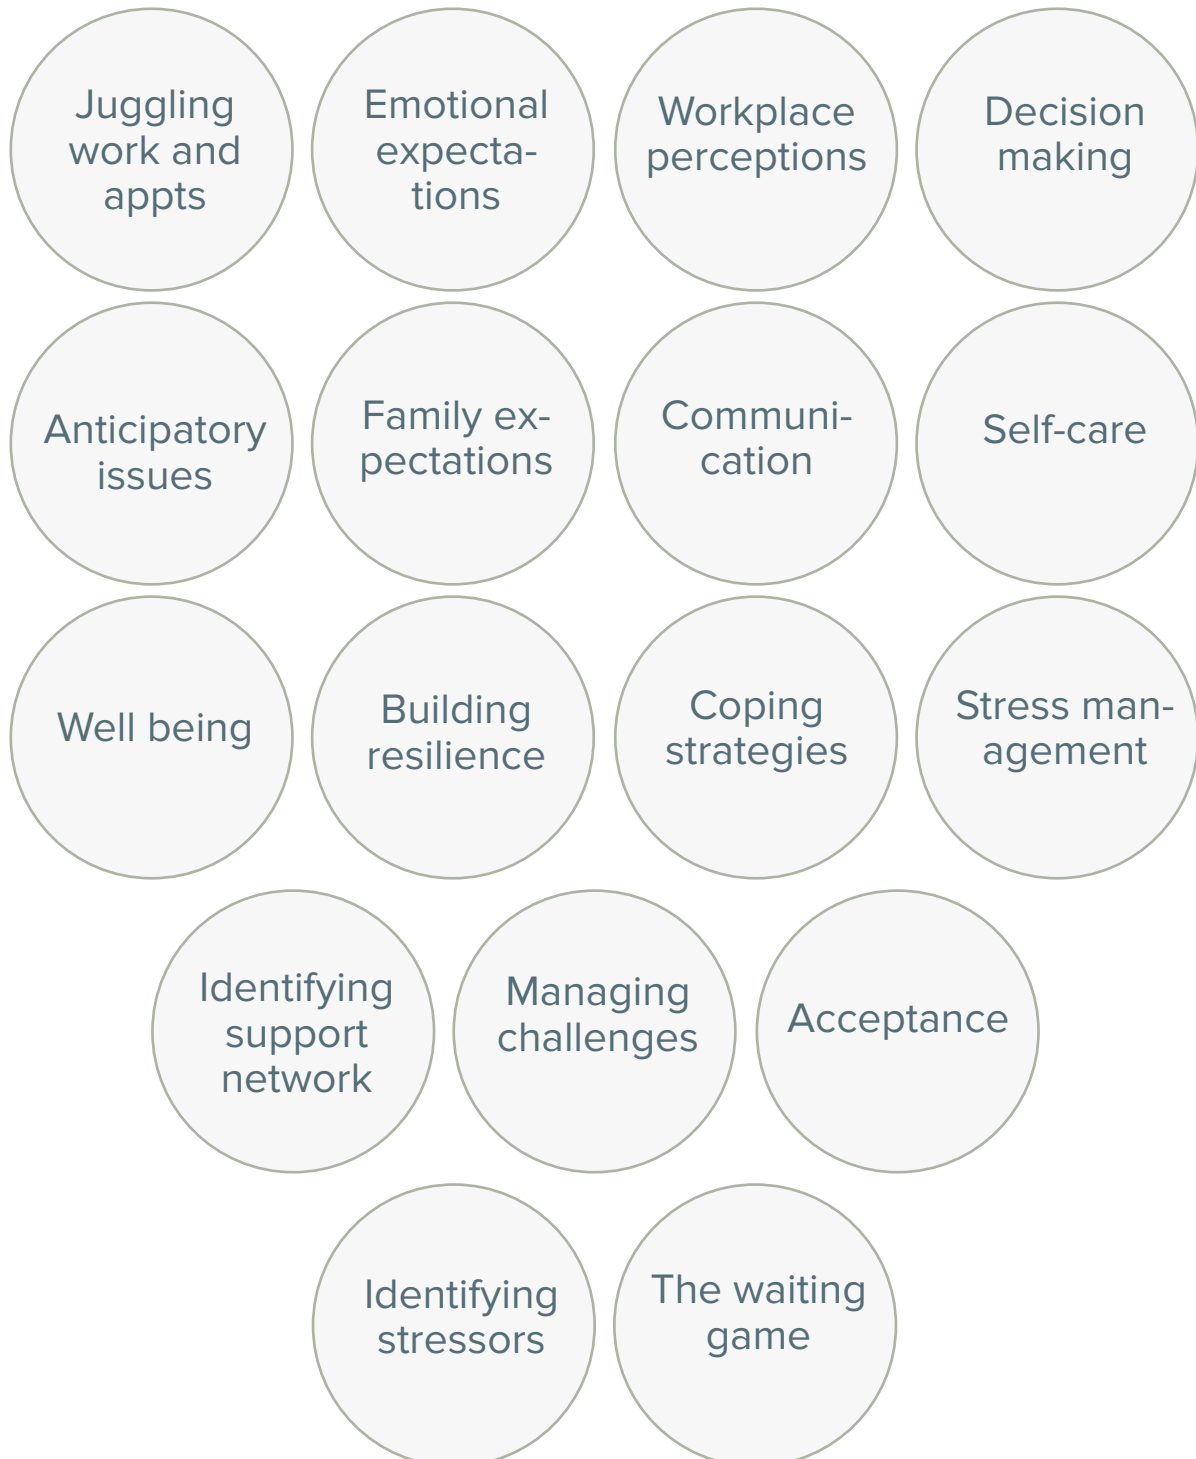 Juggling
work and
appts
Emotional
expecta-
tions
Workplace
perceptions
Decision
making
Anticipatory
issues
Family ex-
pectations
Communi-
cation
Self-care
Well being
Building
resilience
Coping
strategies
Stress man-
agement
Identifying
support
network
Managing
challenges
Acceptance
Identifying
stressors
The waiting
game